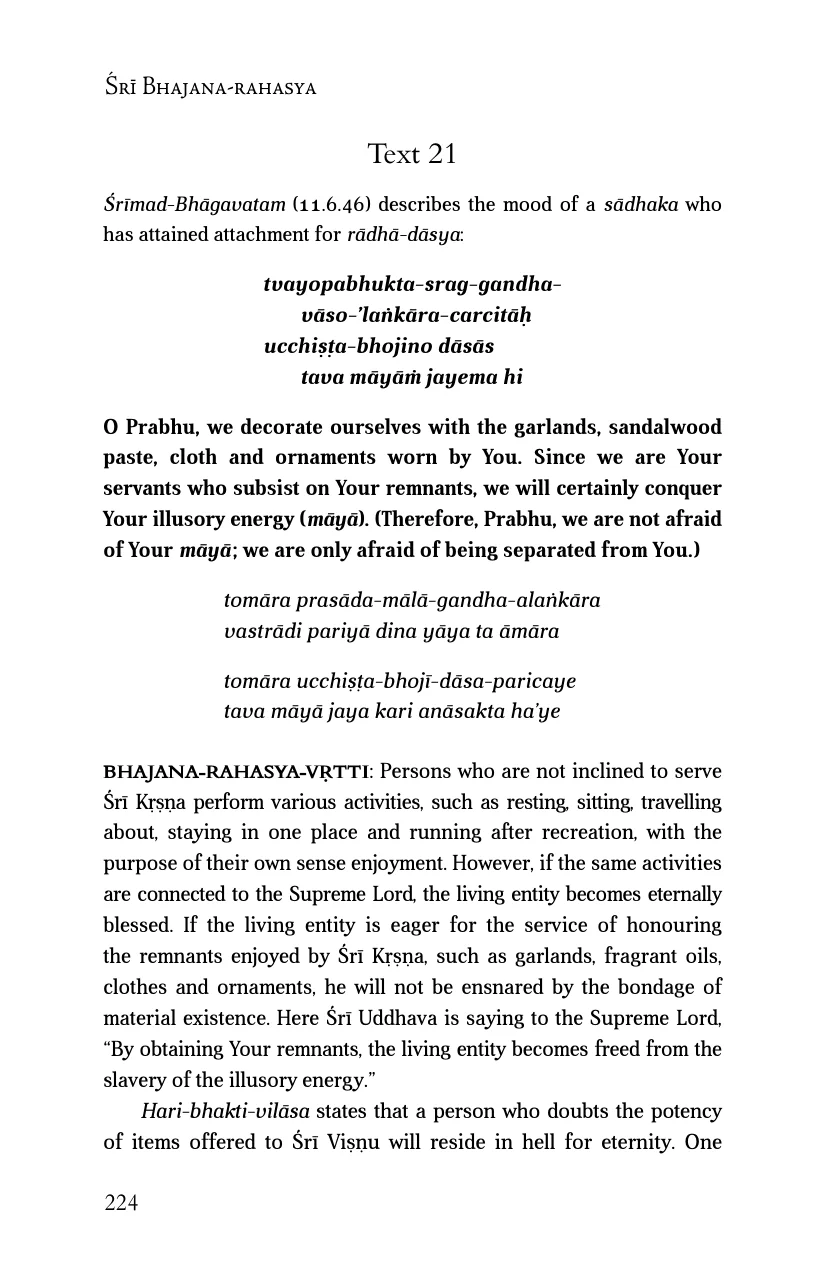 Śrī Bhajana-rahasya
Text 21
Śrīmad-Bhāgavatam (11.6.46) describes the mood of a sādhaka who
has attained attachment for rādhā-dāsya:
tvayopabhukta-srag-gandha-
vāso-’laṅkāra-carcitāḥ
ucchiṣṭa-bhojino dāsās
tava māyāṁ jayema hi
O Prabhu, we decorate ourselves with the garlands, sandalwood
paste, cloth and ornaments worn by You. Since we are Your
servants who subsist on Your remnants, we will certainly conquer
Your illusory energy (māyā). (Therefore, Prabhu, we are not afraid
of Your māyā; we are only afraid of being separated from You.)
tomāra prasāda-mālā-gandha-alaṅkāra
vastrādi pariyā dina yāya ta āmāra
tomāra ucchiṣṭa-bhojī-dāsa-paricaye
tava māyā jaya kari anāsakta ha’ye
BHAJANA-RAHASYA-VṚTTI: Persons who are not inclined to serve
Śrī Kṛṣṇa perform various activities, such as resting, sitting, travelling
about, staying in one place and running after recreation, with the
purpose of their own sense enjoyment. However, if the same activities
are connected to the Supreme Lord, the living entity becomes eternally
blessed. If the living entity is eager for the service of honouring
the remnants enjoyed by Śrī Kṛṣṇa, such as garlands, fragrant oils,
clothes and ornaments, he will not be ensnared by the bondage of
material existence. Here Śrī Uddhava is saying to the Supreme Lord,
“By obtaining Your remnants, the living entity becomes freed from the
slavery of the illusory energy.”
Hari-bhakti-vilāsa states that a person who doubts the potency
of items offered to Śrī Viṣṇu will reside in hell for eternity. One
224